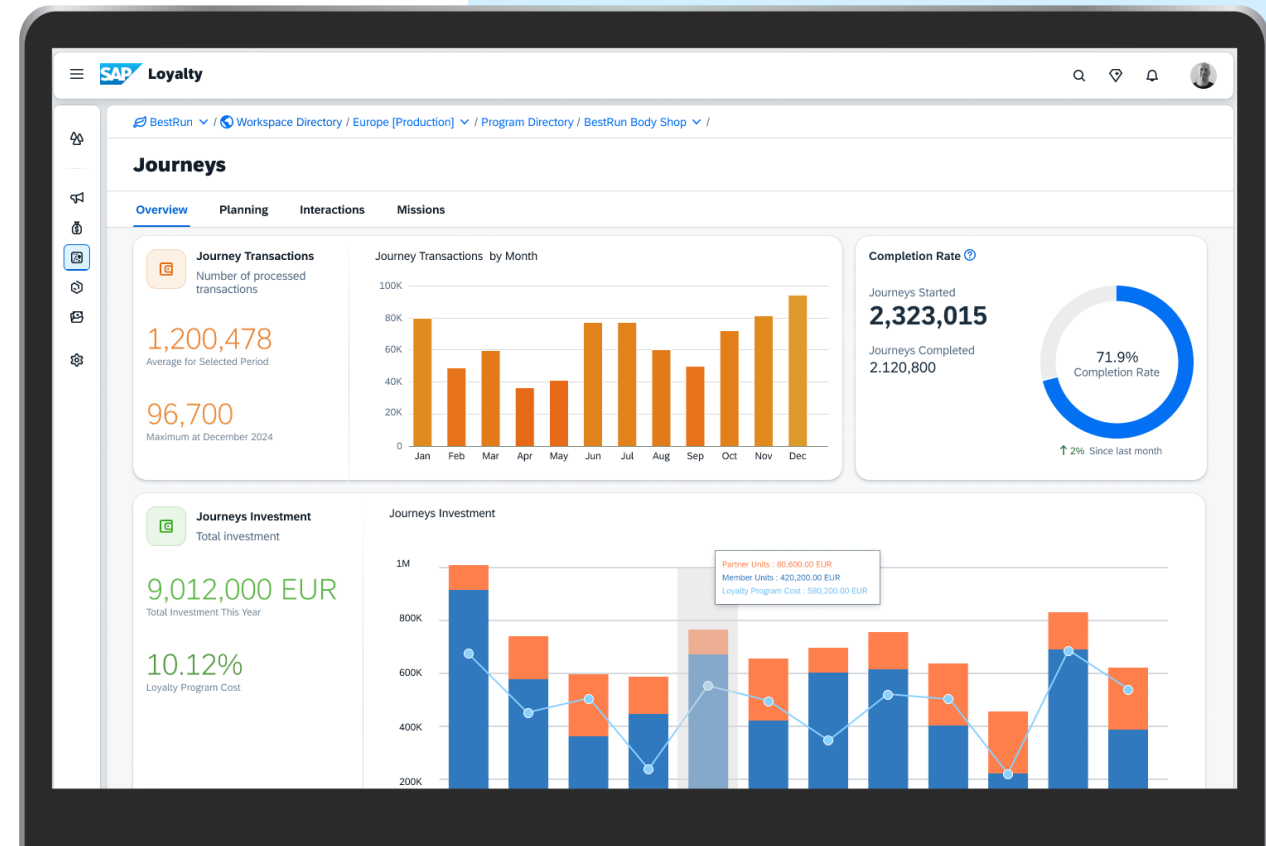 SAP Loyalty
BestRun / Workspace Directory / Europe [Production] / Program Directory / BestRun Body Shop /
Journeys
Overview Planning Interactions Missions
Journey Transactions
Number of processed
transactions
1,200,478
Average for Selected Period
96,700
Maximum at December 2024
Journey Transactions by Month
100K
80K
60K
40K
20K
0
Jan Feb Mar Apr May Jun Jul Aug Sep Oct Nov Dec
Completion Rate ?
Journeys Started
2,323,015
Journeys Completed
2.120,800
71.9%
Completion Rate
↑ 2% Since last month
Journeys Investment
Total investment
9,012,000 EUR
Total Investment This Year
10.12%
Loyalty Program Cost
Journeys Investment
1M
800K
600K
400K
200K
Partner Units : 80,600.00 EUR
Member Units : 420,200.00 EUR
Loyalty Program Cost : 580,200.00 EUR